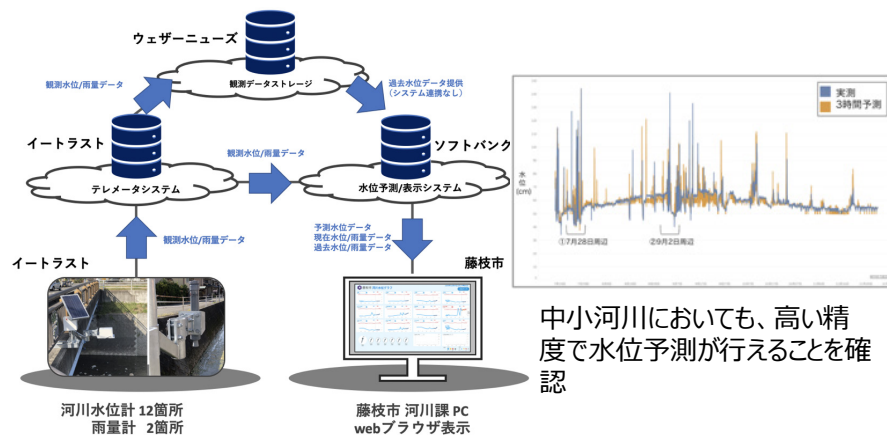 ウェザーニューズ
観測データストレージ
観測水位/雨量データ
過去水位データ提供
（システム連携なし）
イートラスト
テレメータシステム
観測水位/雨量データ
ソフトバンク
水位予測/表示システム
観測水位/雨量データ
予測水位データ
現在水位/雨量データ
過去水位/雨量データ
イートラスト
藤枝市
河川水位計 12箇所
雨量計 2箇所
藤枝市 河川課 PC
webブラウザ表示
実測
3時間予測
水位
(cm)
①7月28日周辺
②9月2日周辺
中小河川においても、高い精
度で水位予測が行えることを確
認